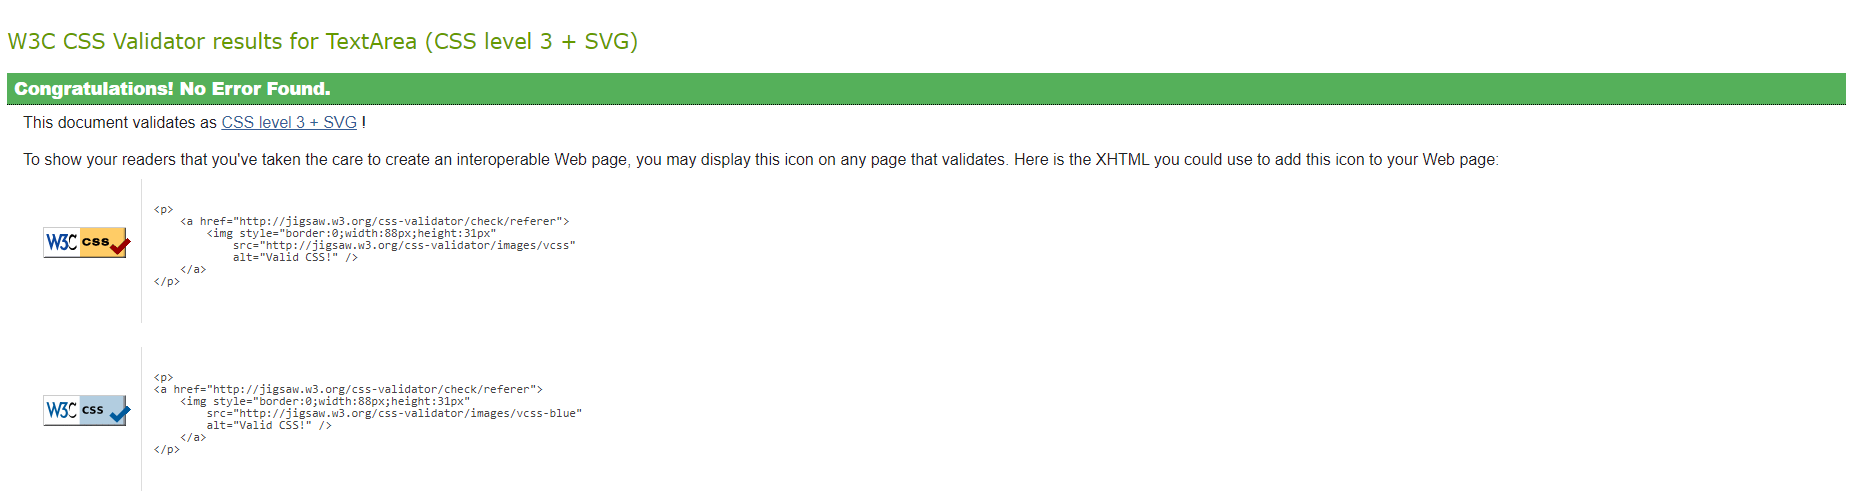 W3C CSS Validator results for TextArea (CSS level 3 + SVG)
Congratulations! No Error Found.
This document validates as CSS level 3 + SVG !
To show your readers that you've taken the care to create an interoperable Web page, you may display this icon on any page that validates. Here is the XHTML you could use to add this icon to your Web page:
W3C css
<p>
    <a href="http://jigsaw.w3.org/css-validator/check/referer">
        <img style="border:0;width:88px;height:31px"
            src="http://jigsaw.w3.org/css-validator/images/vcss"
            alt="Valid CSS!" />
    </a>
</p>
W3C css
<p>
<a href="http://jigsaw.w3.org/css-validator/check/referer">
    <img style="border:0;width:88px;height:31px"
        src="http://jigsaw.w3.org/css-validator/images/vcss-blue"
        alt="Valid CSS!" />
    </a>
</p>